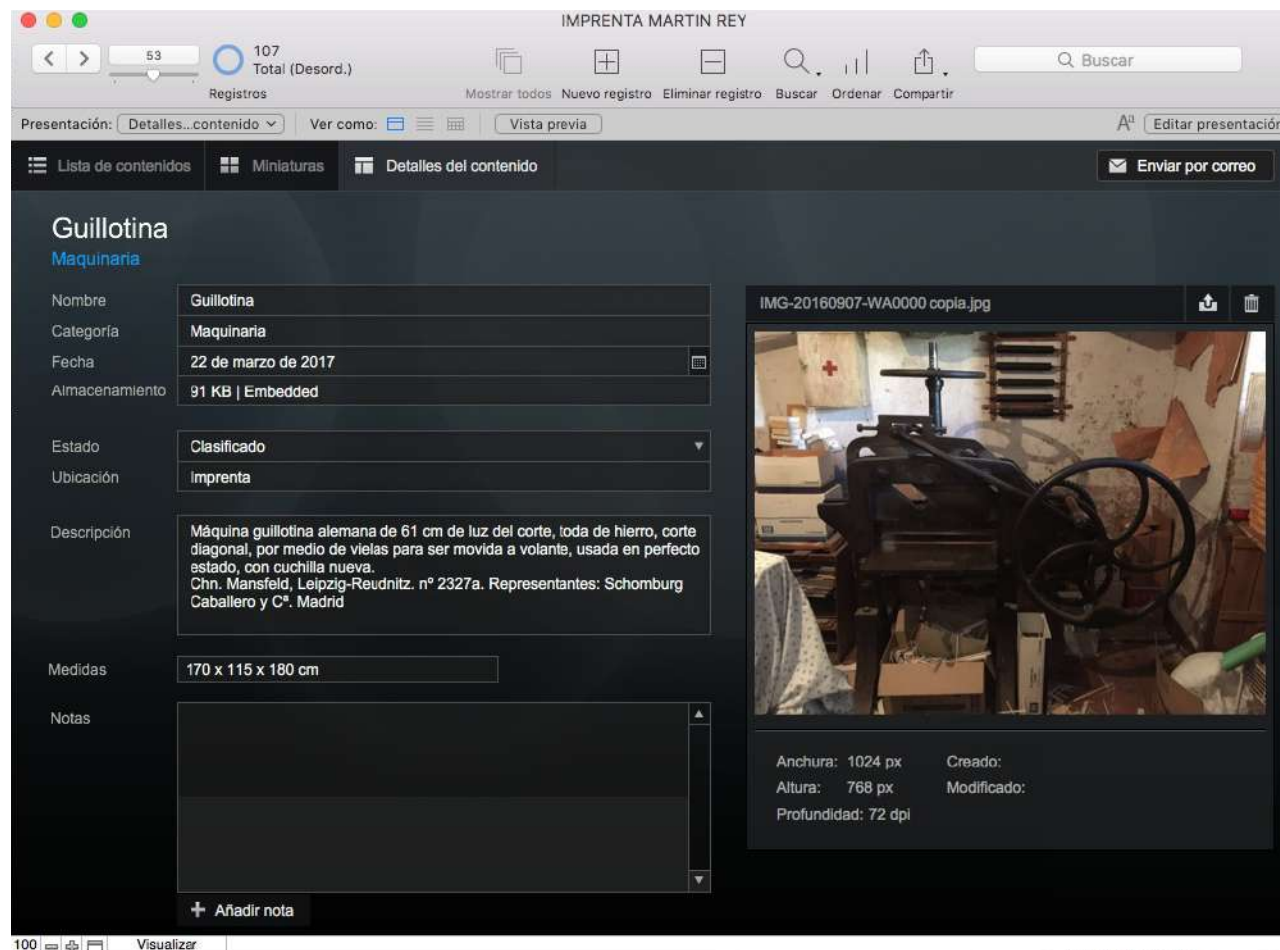 IMPRENTA MARTIN REY
53
107
Total (Desord.)
Registros
Mostrar todos Nuevo registro Eliminar registro Buscar Ordenar Compartir
Buscar
Presentación: Detalles...contenido Ver como: Vista previa Editar presentación
Lista de contenidos Miniaturas Detalles del contenido Enviar por correo
Guillotina
Maquinaria
Nombre Guillotina
Categoría Maquinaria
Fecha 22 de marzo de 2017
Almacenamiento 91 KB | Embedded
Estado Clasificado
Ubicación Imprenta
Descripción Máquina guillotina alemana de 61 cm de luz del corte, toda de hierro, corte
diagonal, por medio de vielas para ser movida a volante, usada en perfecto
estado, con cuchilla nueva.
Chn. Mansfeld, Leipzig-Reudnitz. nº 2327a. Representantes: Schomburg
Caballero y Cª. Madrid
Medidas 170 x 115 x 180 cm
Notas
Añadir nota
IMG-20160907-WA0000 copia.jpg
Anchura: 1024 px Creado:
Altura: 768 px Modificado:
Profundidad: 72 dpi
100 Visualizar